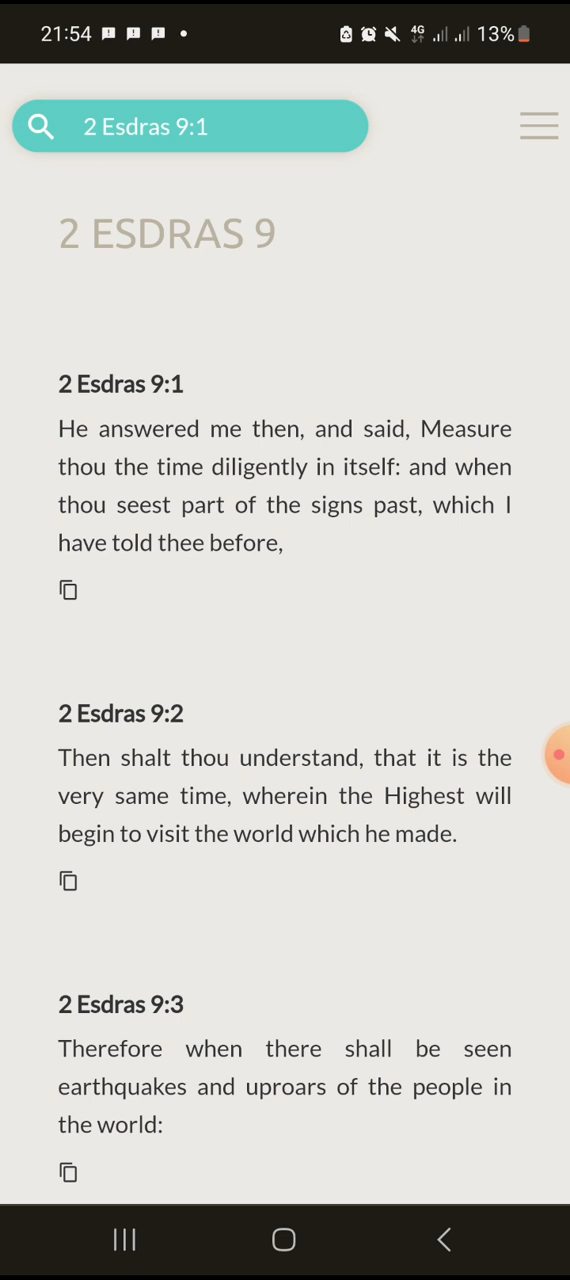 21:54
4G
13%
2 Esdras 9:1
2 ESDRAS 9
2 Esdras 9:1
He answered me then, and said, Measure
thou the time diligently in itself: and when
thou seest part of the signs past, which I
have told thee before,
2 Esdras 9:2
Then shalt thou understand, that it is the
very same time, wherein the Highest will
begin to visit the world which he made.
2 Esdras 9:3
Therefore when there shall be seen
earthquakes and uproars of the people in
the world: